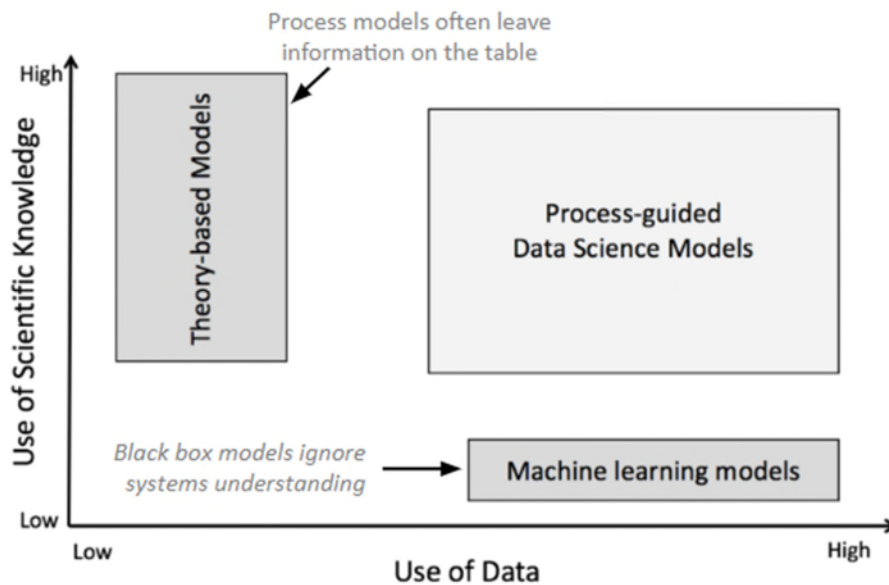 Process models often leave
information on the table
High
Use of Scientific Knowledge
Theory-based Models
Process-guided
Data Science Models
Black box models ignore
systems understanding
Machine learning models
Low
Low
High
Use of Data